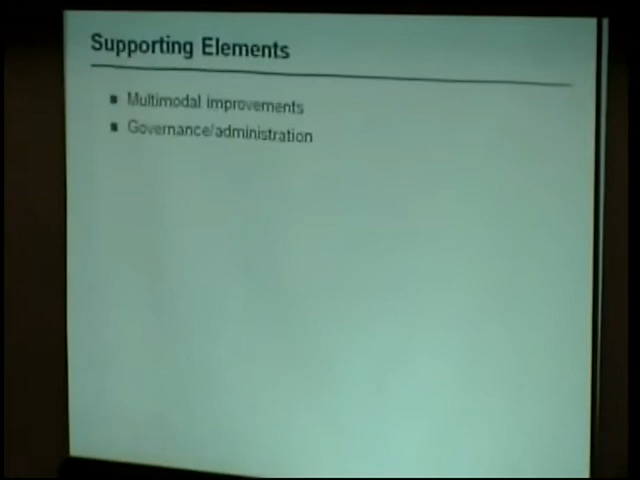 Supporting Elements
Multimodal improvements
Governance/administration